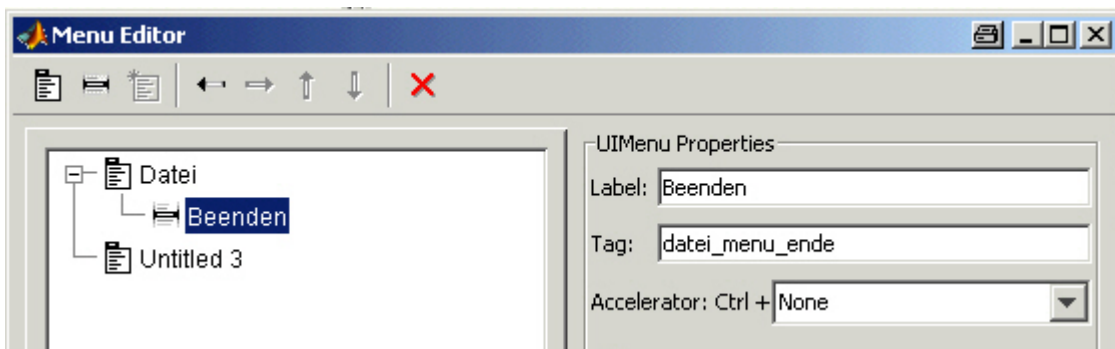 Menu Editor
Datei
Beenden
Untitled 3
UIMenu Properties
Label: Beenden
Tag: datei_menu_ende
Accelerator: Ctrl + None